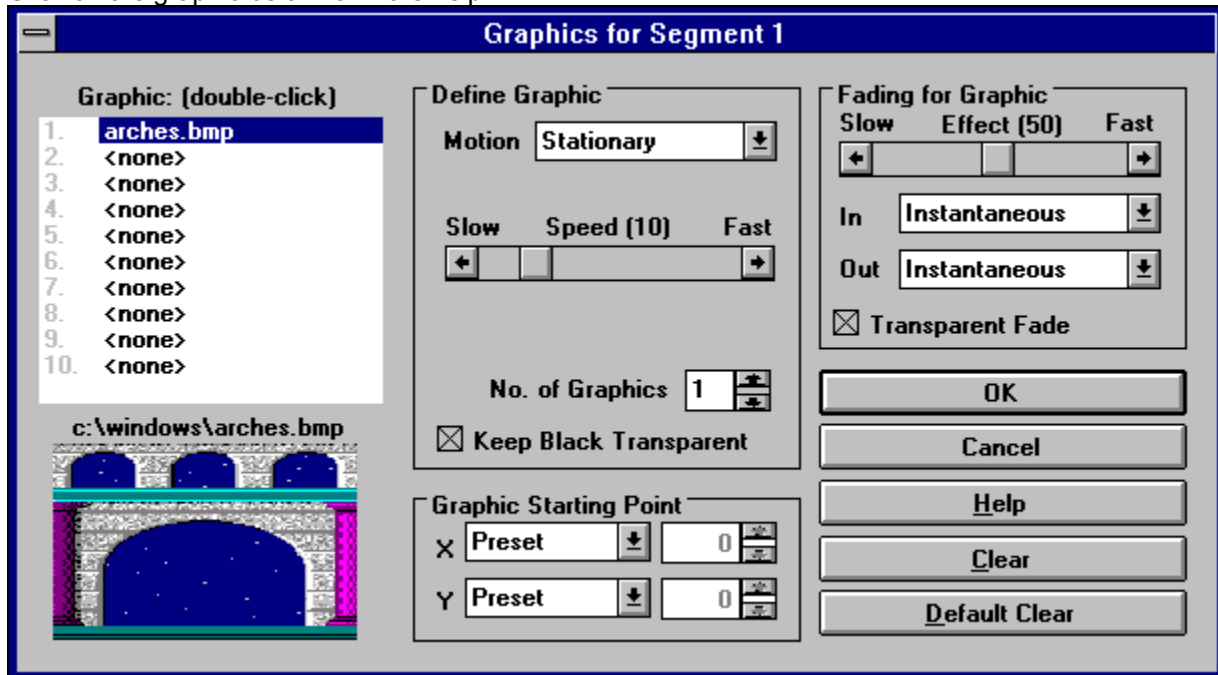 Graphics for Segment 1
Graphic: (double-click)
1. arches.bmp
2. <none>
3. <none>
4. <none>
5. <none>
6. <none>
7. <none>
8. <none>
9. <none>
10. <none>
c:\windows\arches.bmp
Define Graphic
Motion Stationary
Slow Speed (10) Fast
No. of Graphics 1
Keep Black Transparent
Graphic Starting Point
X Preset 0
Y Preset 0
Fading for Graphic
Slow Effect (50) Fast
In Instantaneous
Out Instantaneous
Transparent Fade
OK
Cancel
Help
Clear
Default Clear